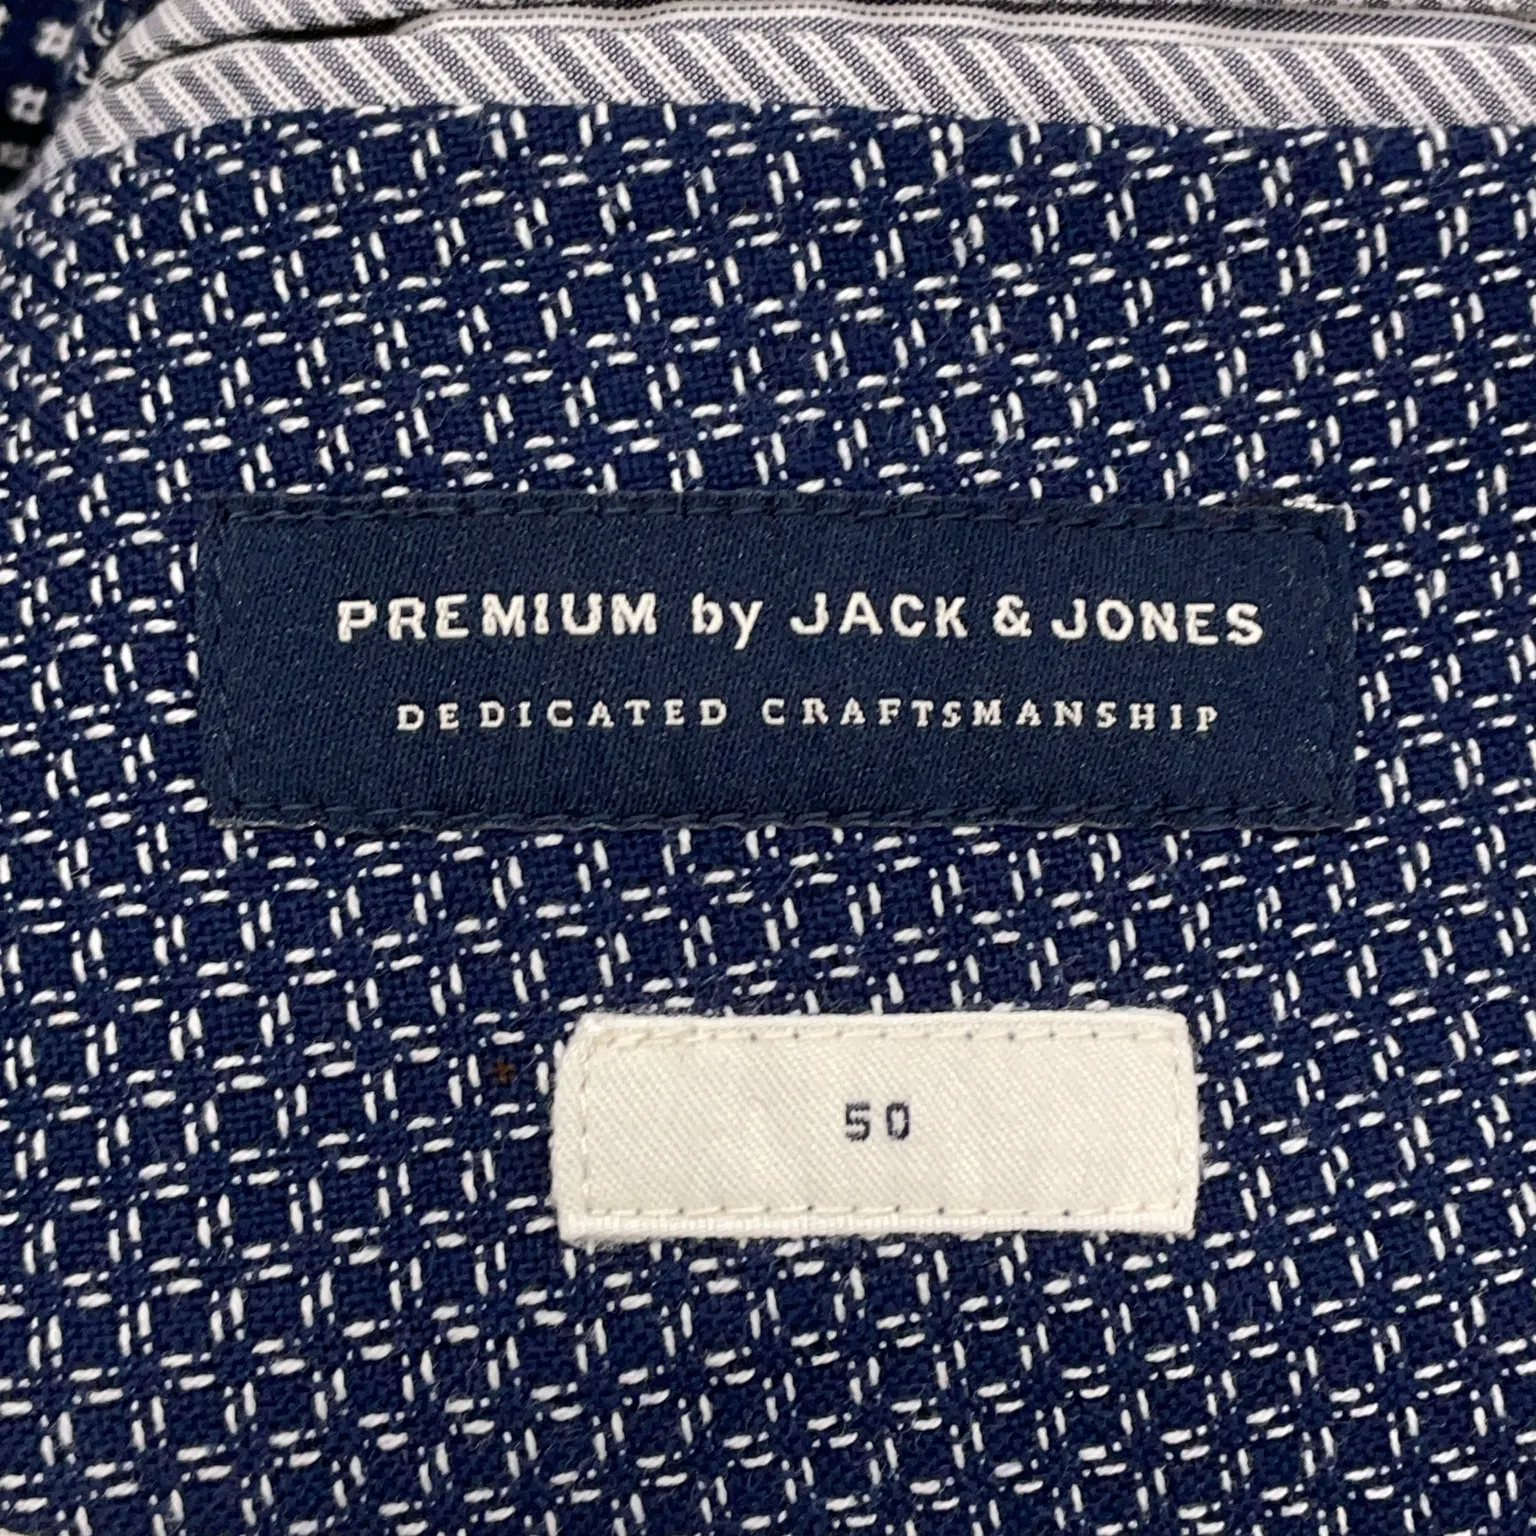 PREMIUM by JACK & JONES
DEDICATED CRAFTSMANSHIP
50